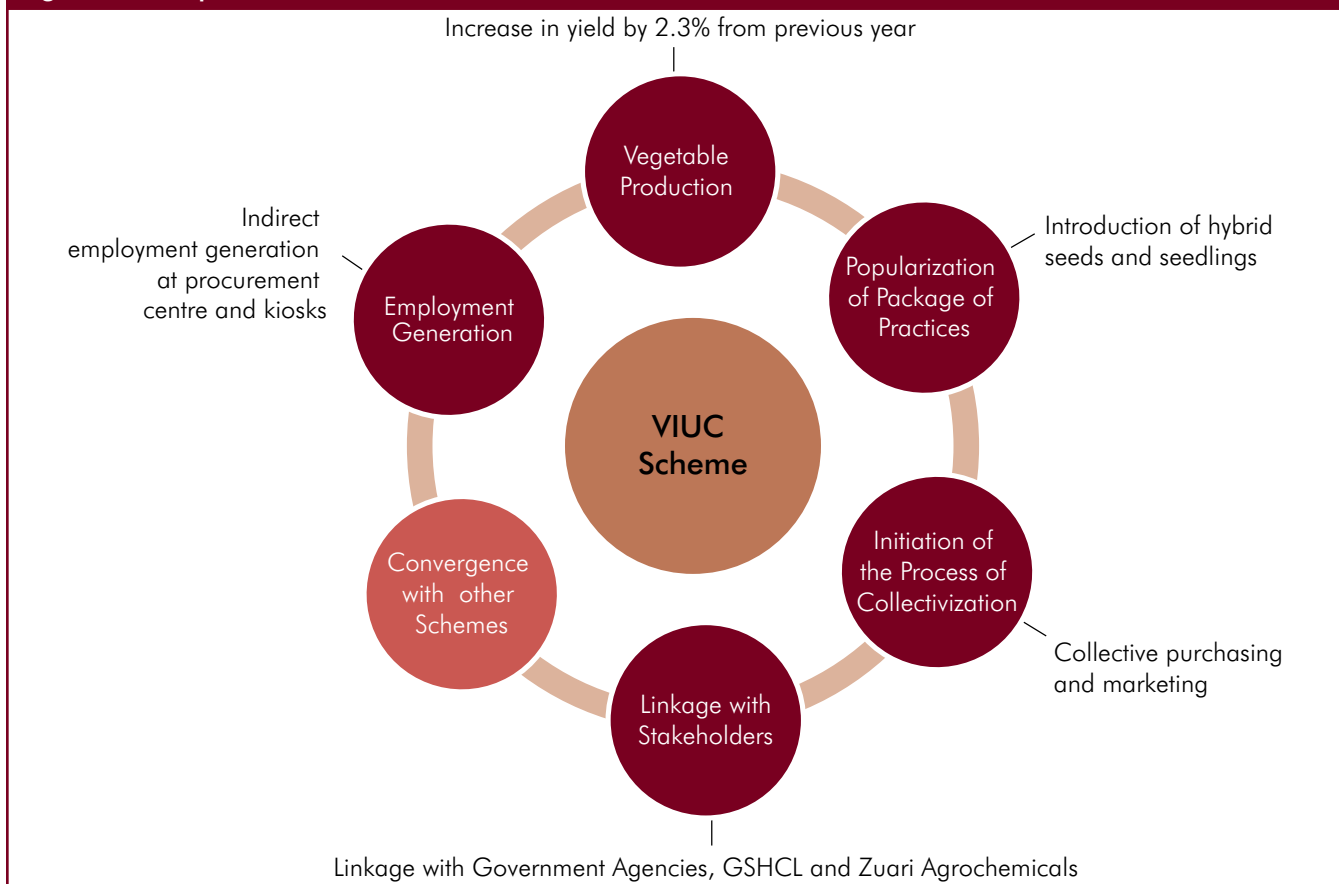 Increase in yield by 2.3% from previous year
Vegetable
Production
Introduction of hybrid
seeds and seedlings
Popularization
of Package of
Practices
Indirect
employment generation
at procurement
centre and kiosks
Employment
Generation
VIUC
Scheme
Initiation of
the Process of
Collectivization
Collective purchasing
and marketing
Convergence
with other
Schemes
Linkage with
Stakeholders
Linkage with Government Agencies, GSHCL and Zuari Agrochemicals